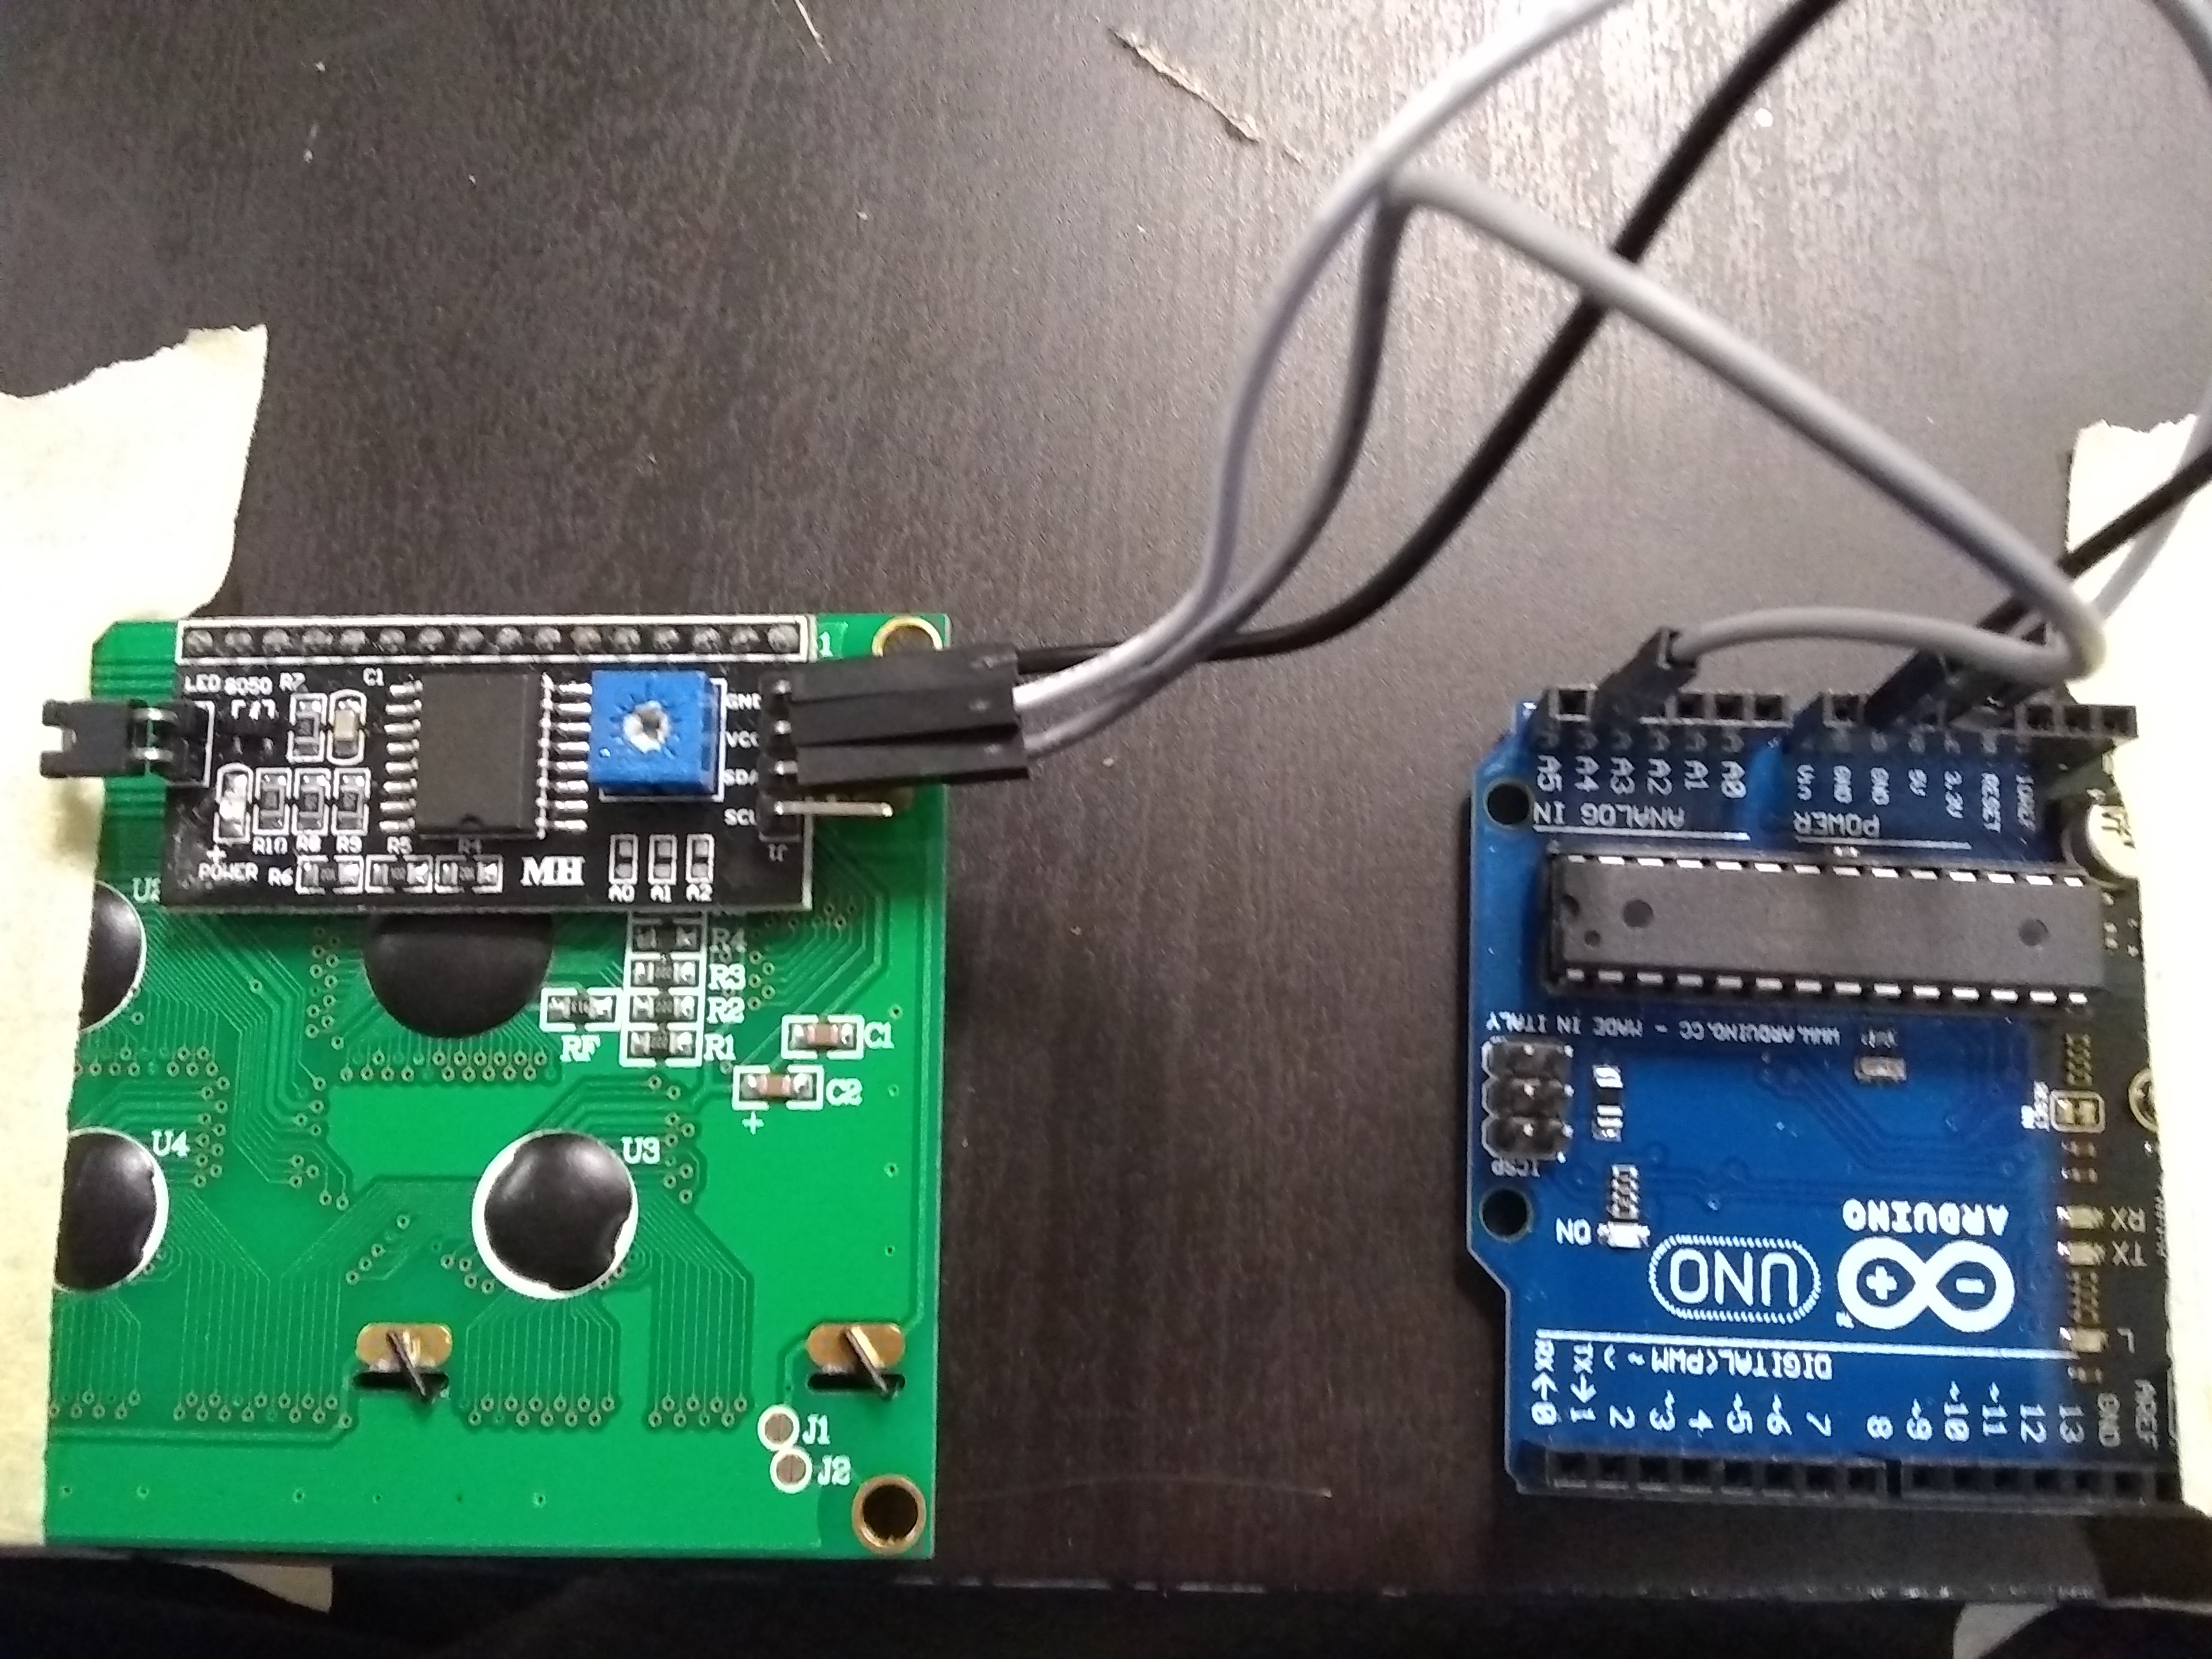 1
LED
8050
R7
C1
GND
VCC
SDA
SCL
R10
R8
R9
R5
R4
POWER
R6
MH
A0
A1
A2
J1
R4
R3
R2
R1
RF
C1
C2
+
U4
U3
J1
J2
A5
A4
A3
A2
A1
A0
Vin
GND
GND
5V
3.3V
RESET
IOREF
ANALOG IN
POWER
WWW.ARDUINO.CC - MADE IN ITALY
ICSP
ON
UNO
ARDUINO
RX
TX
L
DIGITAL (PWM ~)
RX←0
TX→1
2
~3
4
~5
~6
7
8
~9
~10
~11
12
13
GND
AREF